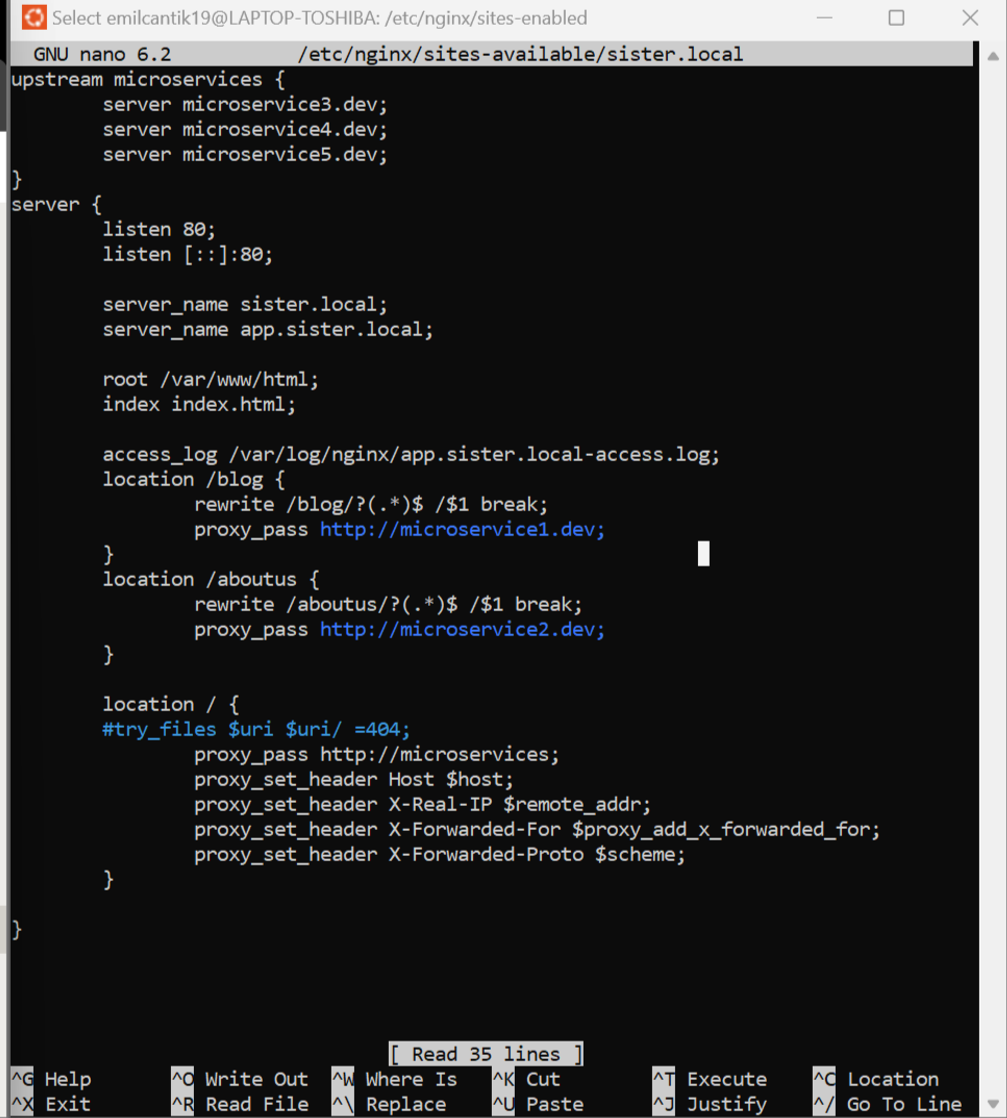 Select emilcantik19@LAPTOP-TOSHIBA: /etc/nginx/sites-enabled
GNU nano 6.2 /etc/nginx/sites-available/sister.local
upstream microservices {
server microservice3.dev;
server microservice4.dev;
server microservice5.dev;
}
server {
listen 80;
listen [::]:80;
server_name sister.local;
server_name app.sister.local;
root /var/www/html;
index index.html;
access_log /var/log/nginx/app.sister.local-access.log;
location /blog {
rewrite /blog/?(.*)$ /$1 break;
proxy_pass http://microservice1.dev;
}
location /aboutus {
rewrite /aboutus/?(.*)$ /$1 break;
proxy_pass http://microservice2.dev;
}
location / {
#try_files $uri $uri/ =404;
proxy_pass http://microservices;
proxy_set_header Host $host;
proxy_set_header X-Real-IP $remote_addr;
proxy_set_header X-Forwarded-For $proxy_add_x_forwarded_for;
proxy_set_header X-Forwarded-Proto $scheme;
}
}
[ Read 35 lines ]
^G Help ^O Write Out ^W Where Is ^K Cut ^T Execute ^C Location
^X Exit ^R Read File ^\ Replace ^U Paste ^J Justify ^/ Go To Line